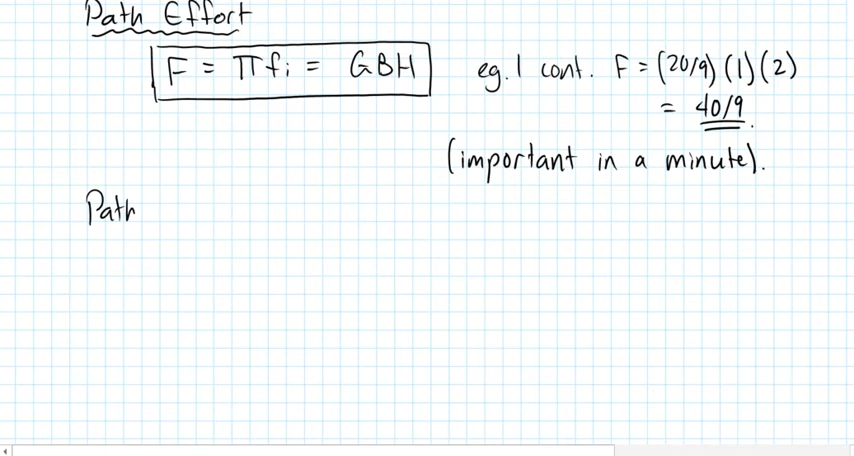 Path Effort
F = Πfi = GBH
eg. 1 cont. F = (20/9)(1)(2)
= 40/9.
(important in a minute).
Path